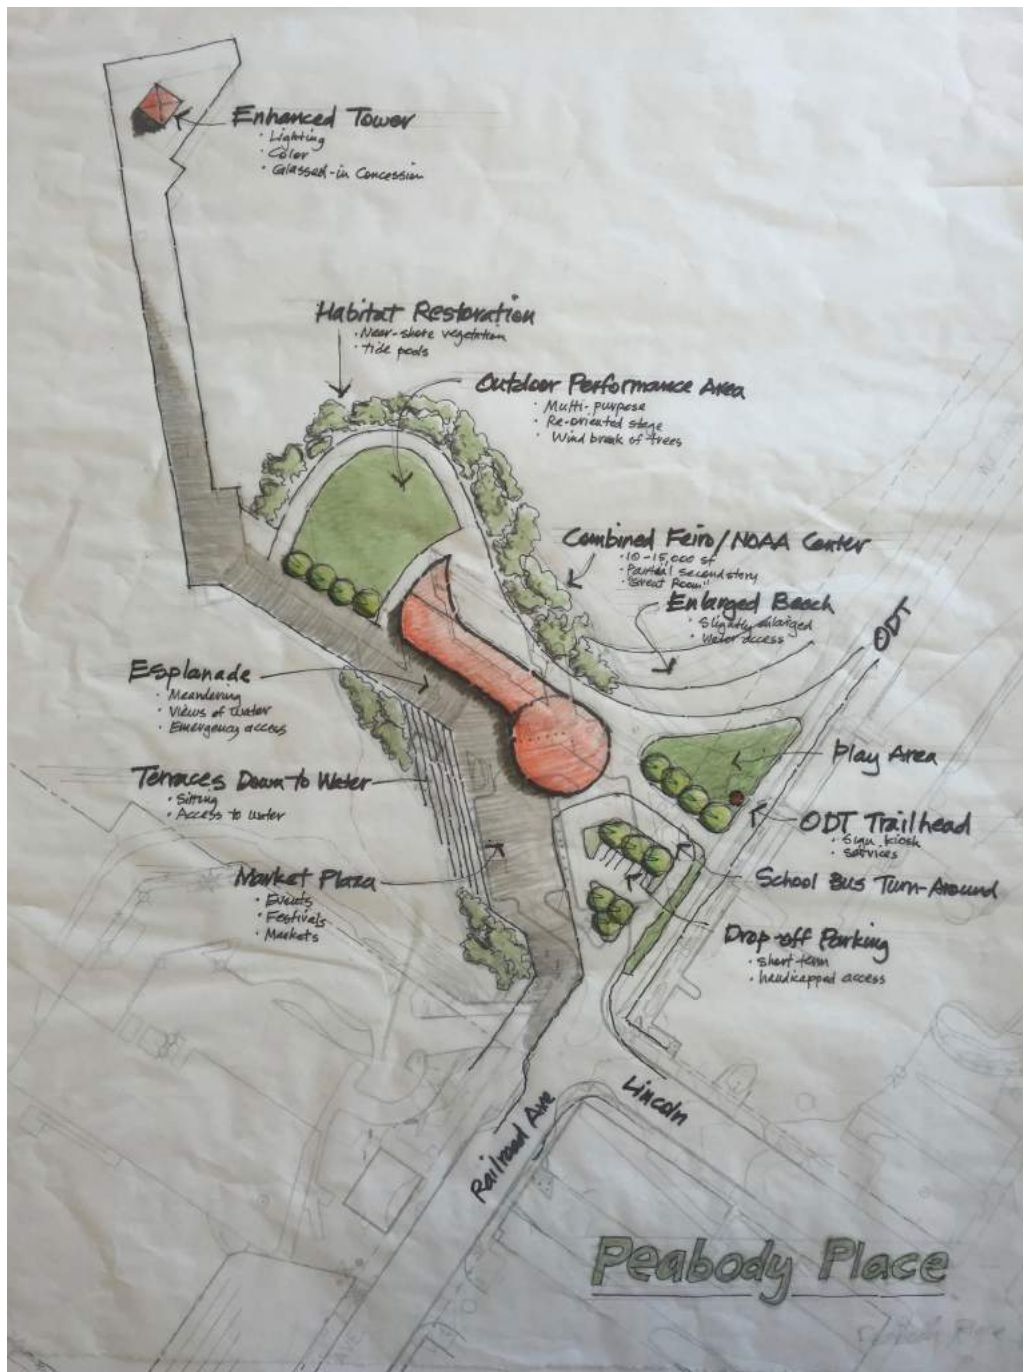 Enhanced Tower
• Lighting
• Color
• Glassed-in Concession
Habitat Restoration
• Near-shore vegetation
• tide pools
Outdoor Performance Area
• Multi-purpose
• Re-oriented stage
• Wind break of trees
Combined Feiro/NOAA Center
• 10-15,000 sf
• Partial second story
• "Great Room"
Enlarged Beach
• Slightly enlarged
• Water access
ODT
Esplanade
• Meandering
• Views of water
• Emergency access
Play Area
Terraces Down to Water
• Sitting
• Access to water
ODT Trailhead
• Sign, kiosk
• Services
Market Plaza
• Events
• Festivals
• Markets
School Bus Turn-Around
Drop-off Parking
• short term
• handicapped access
Lincoln
Railroad Ave
Peabody Place